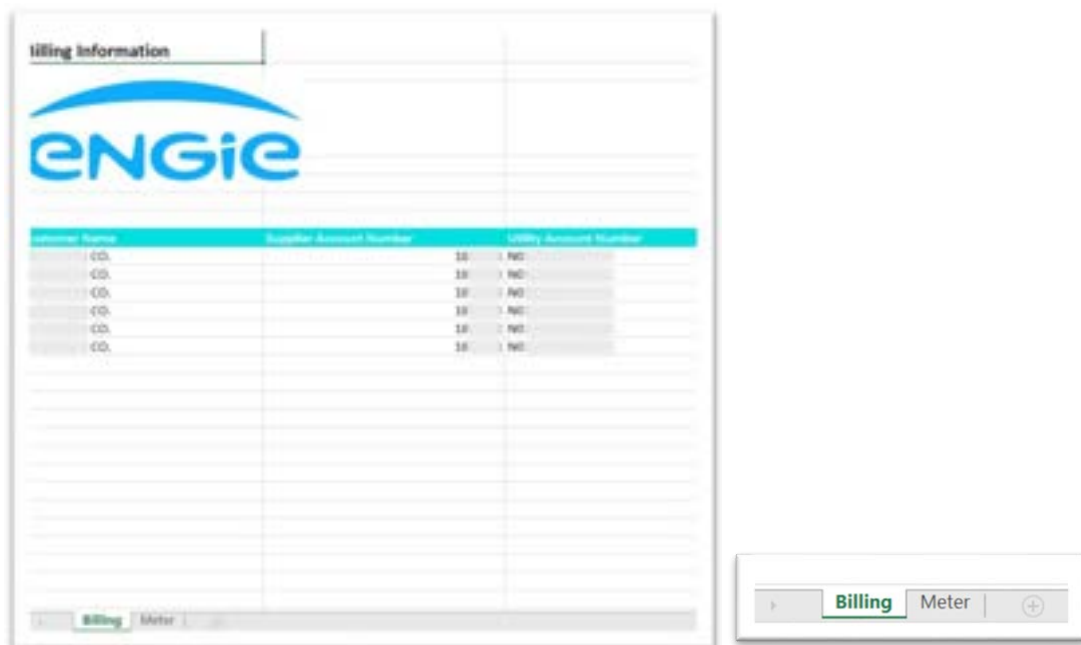 illing Information
ENGiE
ustomer Name Supplier Account Number Utility Account Number
CO. 10 NO
CO. 10 NO
CO. 10 NO
CO. 10 NO
CO. 10 NO
CO. 10 NO
Billing Meter
Billing Meter